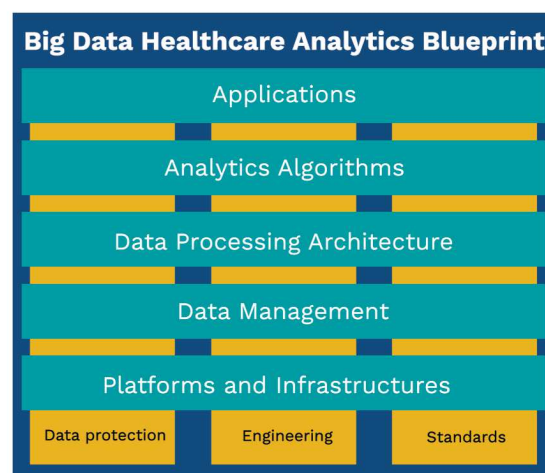 Big Data Healthcare Analytics Blueprint
Applications
Analytics Algorithms
Data Processing Architecture
Data Management
Platforms and Infrastructures
Data protection
Engineering
Standards